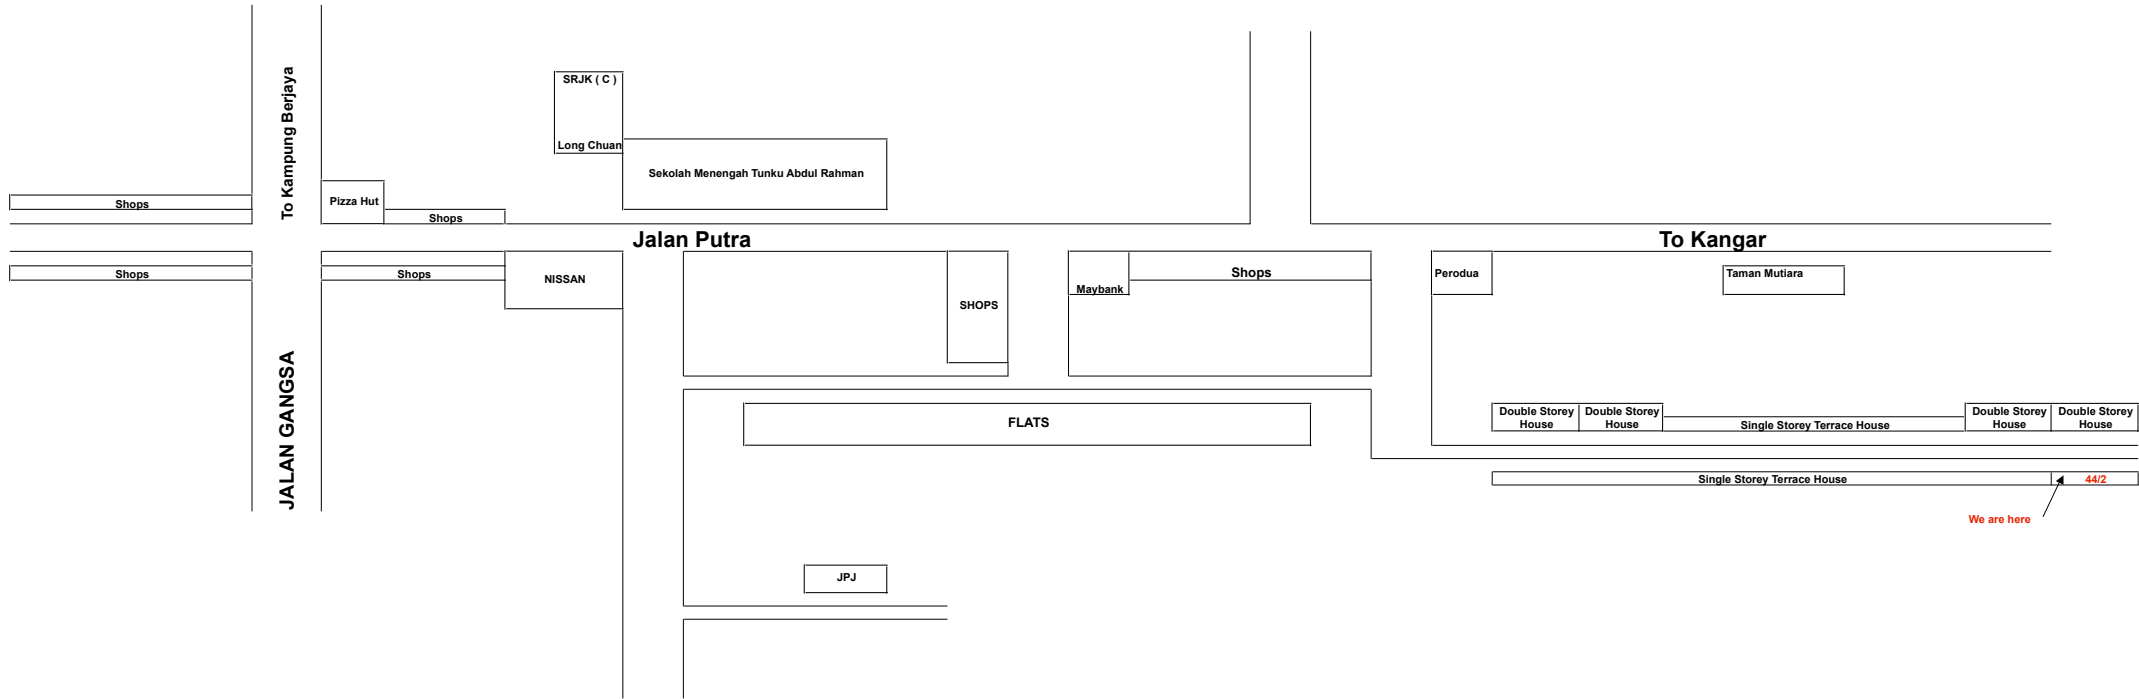 To Kampung Berjaya
SRJK ( C )
Long Chuan
Sekolah Menengah Tunku Abdul Rahman
Shops
Pizza Hut
Shops
Jalan Putra
To Kangar
Shops
Shops
NISSAN
SHOPS
Maybank
Shops
Perodua
Taman Mutiara
JALAN GANGSA
FLATS
Double Storey
House
Double Storey
House
Single Storey Terrace House
Double Storey
House
Double Storey
House
Single Storey Terrace House
44/2
We are here
JPJ